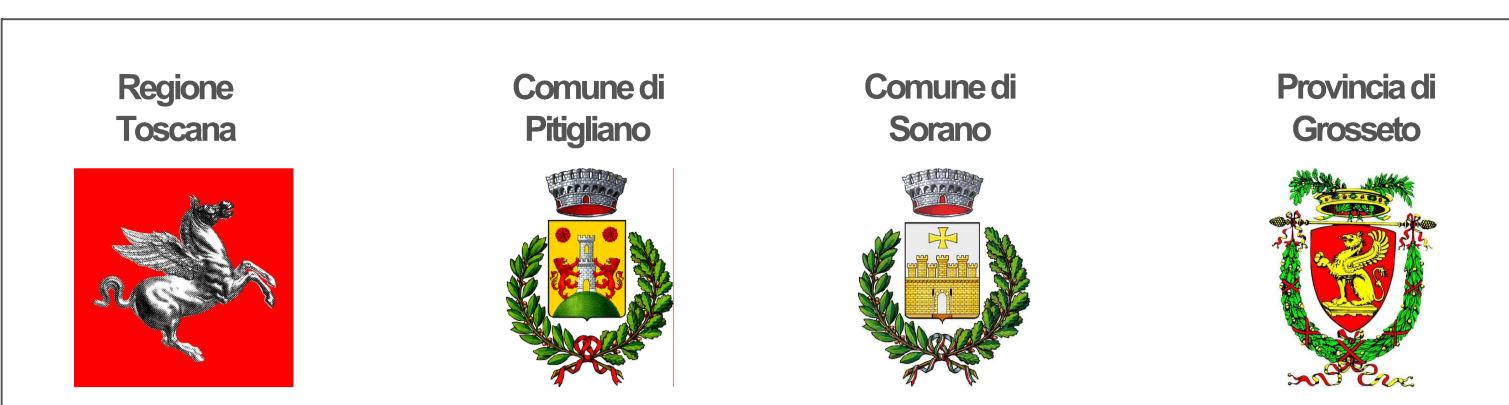 Regione
Toscana
Comune di
Pitigliano
Comune di
Sorano
Provincia di
Grosseto